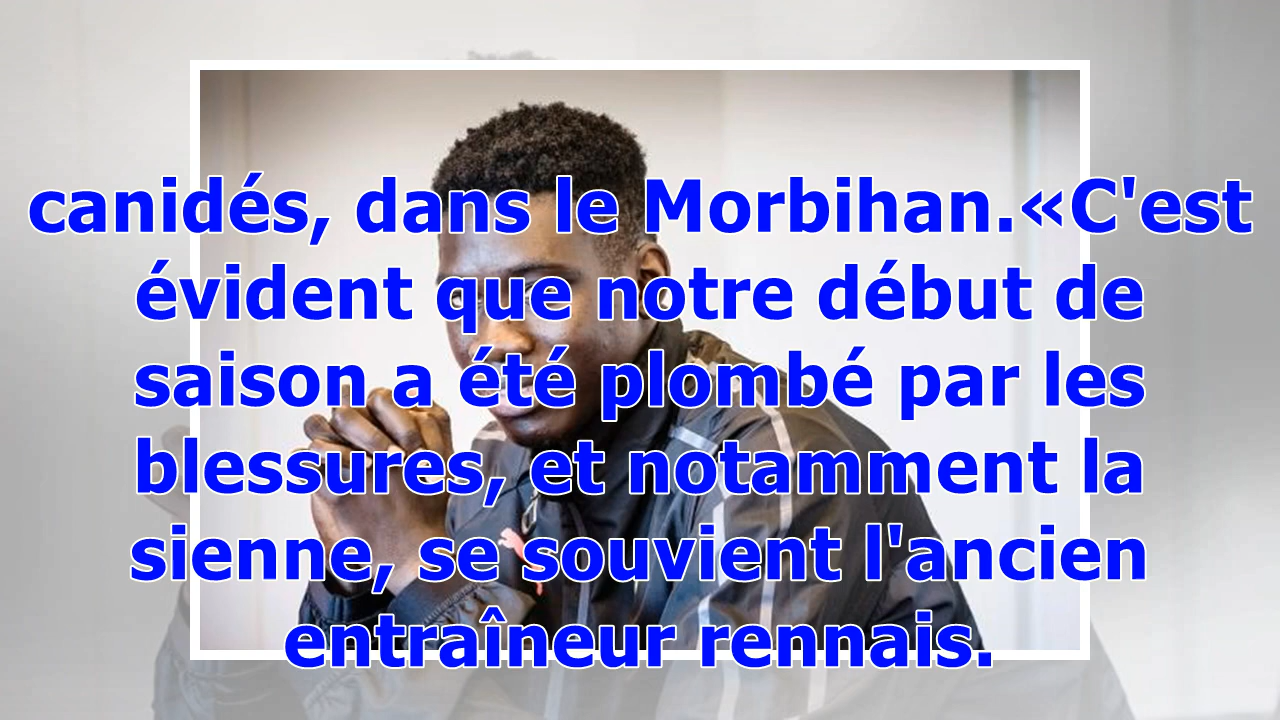 canidés, dans le Morbihan.«C'est
évident que notre début de
saison a été plombé par les
blessures, et notamment la
sienne, se souvient l'ancien
entraîneur rennais.